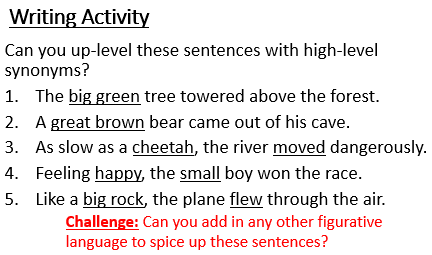 Writing Activity
Can you up-level these sentences with high-level
synonyms?
1. The big green tree towered above the forest.
2. A great brown bear came out of his cave.
3. As slow as a cheetah, the river moved dangerously.
4. Feeling happy, the small boy won the race.
5. Like a big rock, the plane flew through the air.
Challenge: Can you add in any other figurative
language to spice up these sentences?